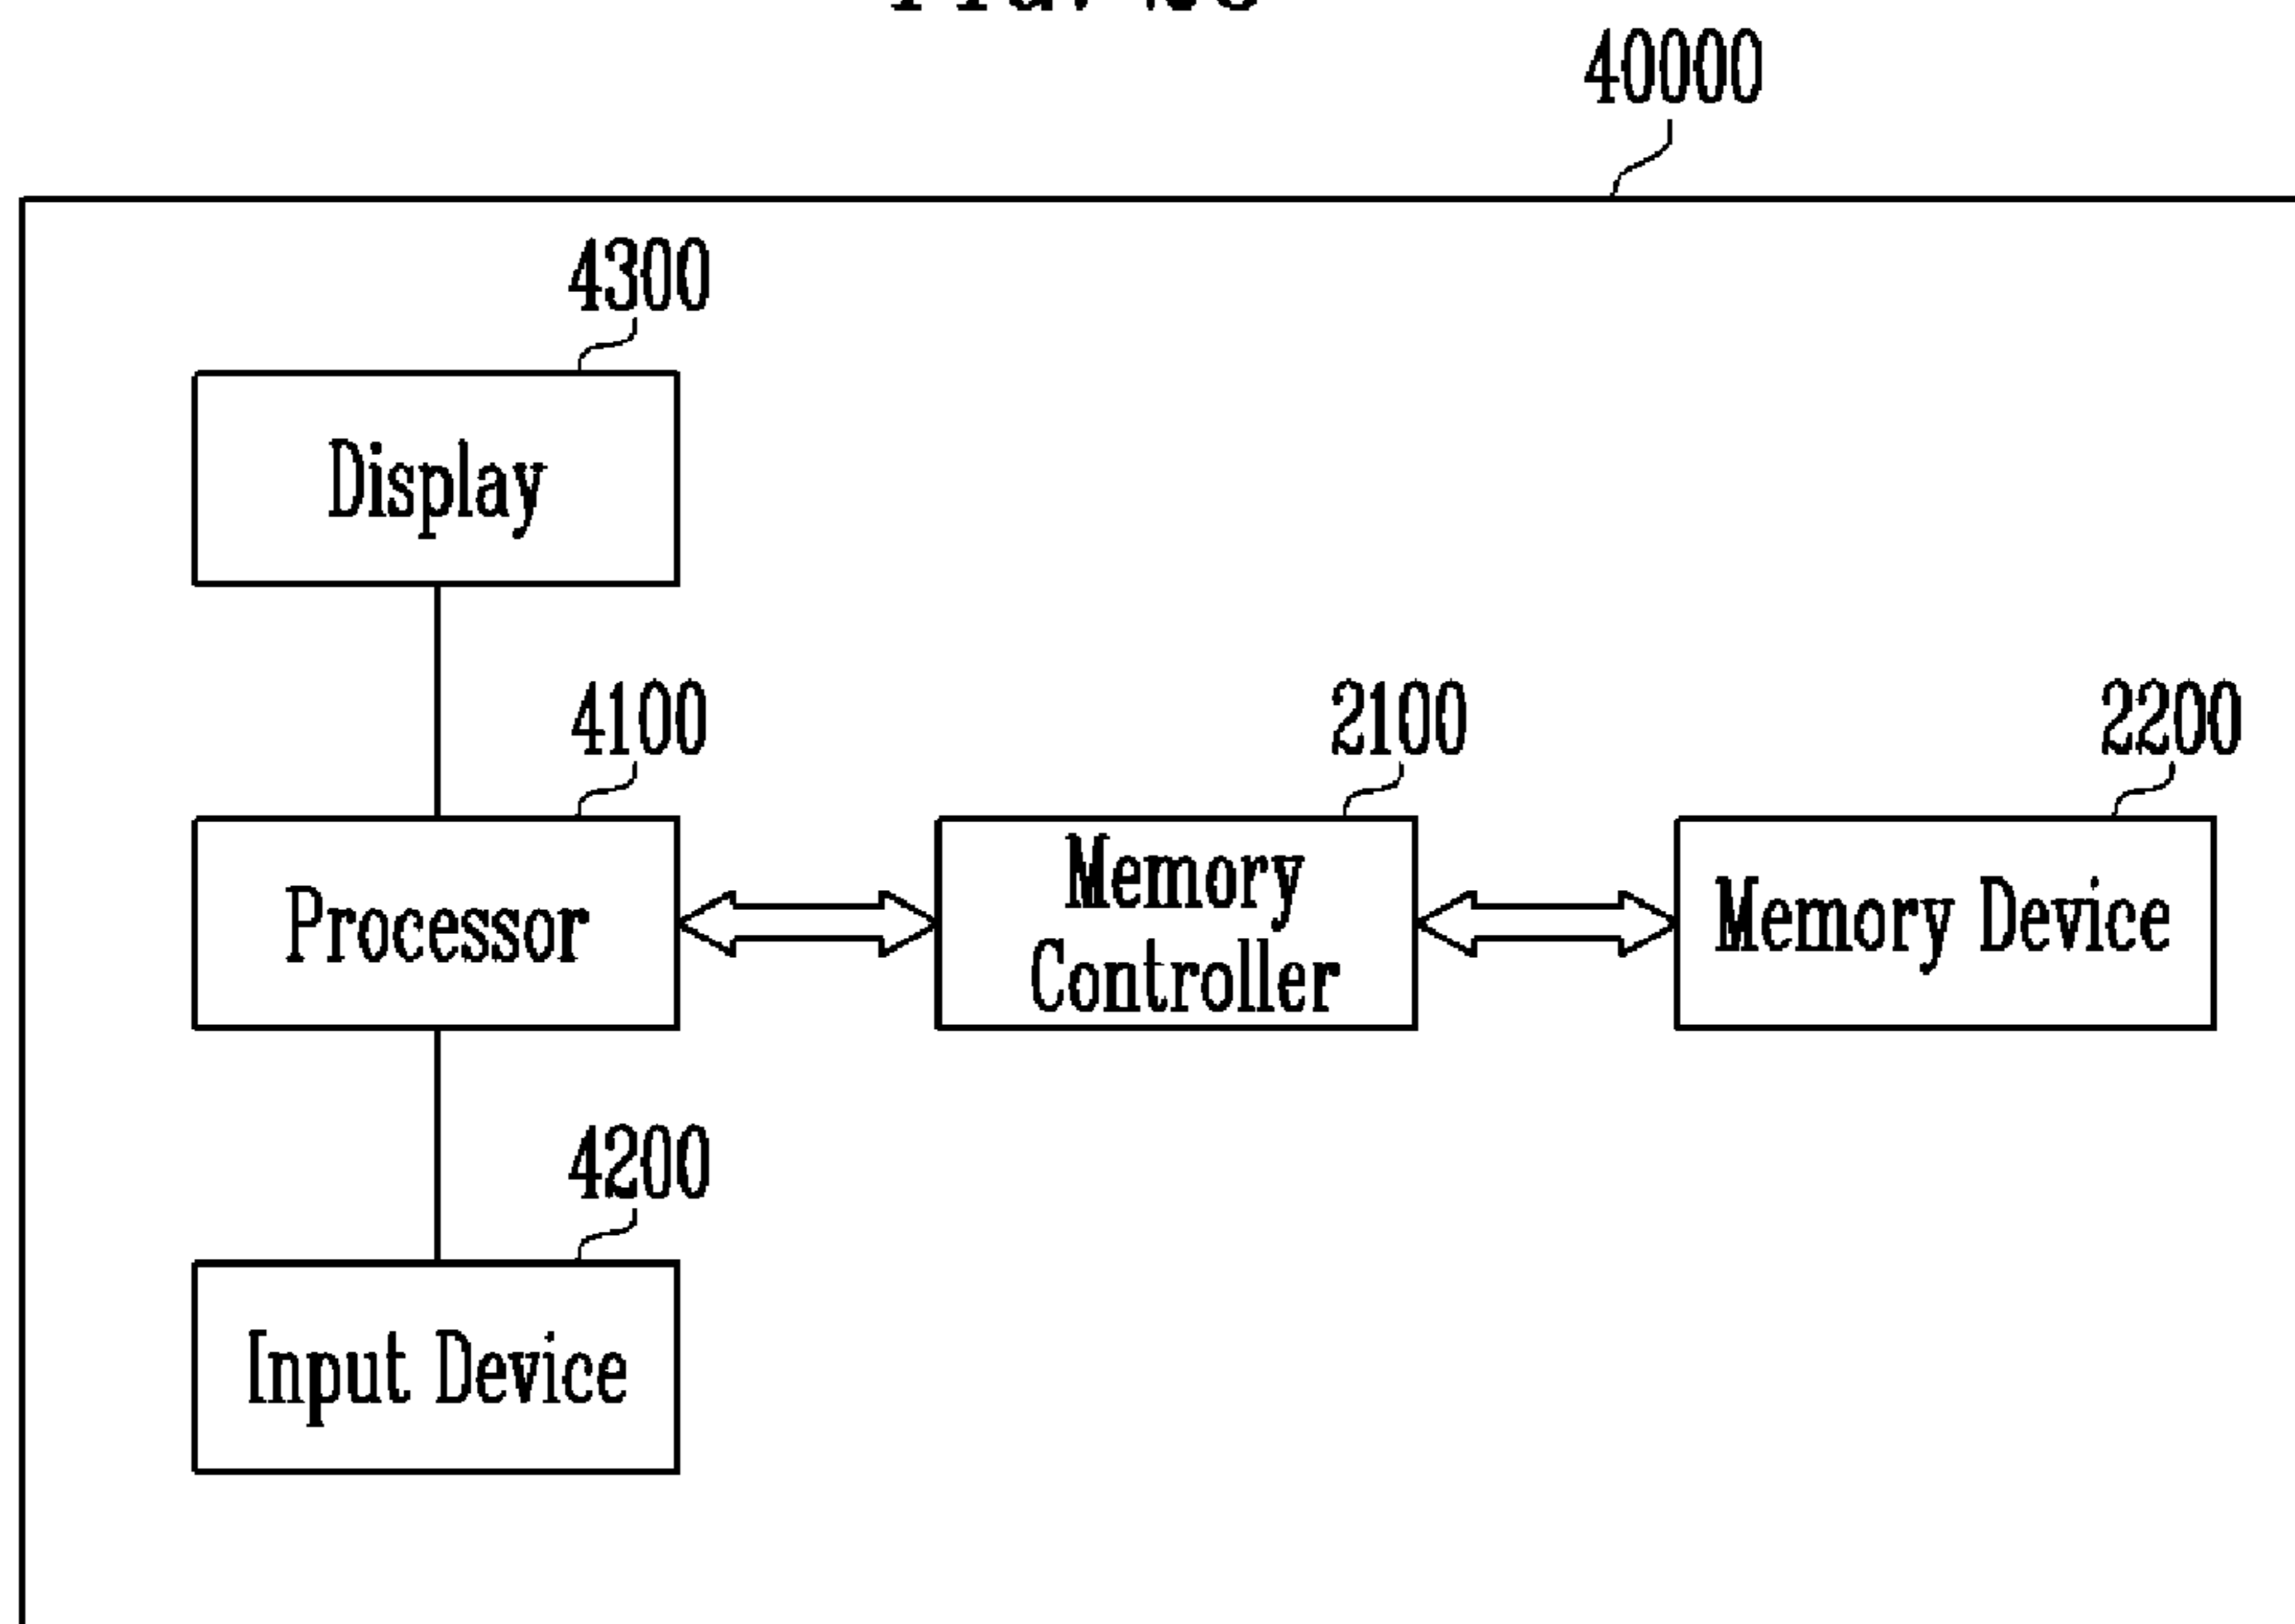 40000
4300
Display
4100
2100
2200
Processor
Memory
Controller
Memory Device
4200
Input Device